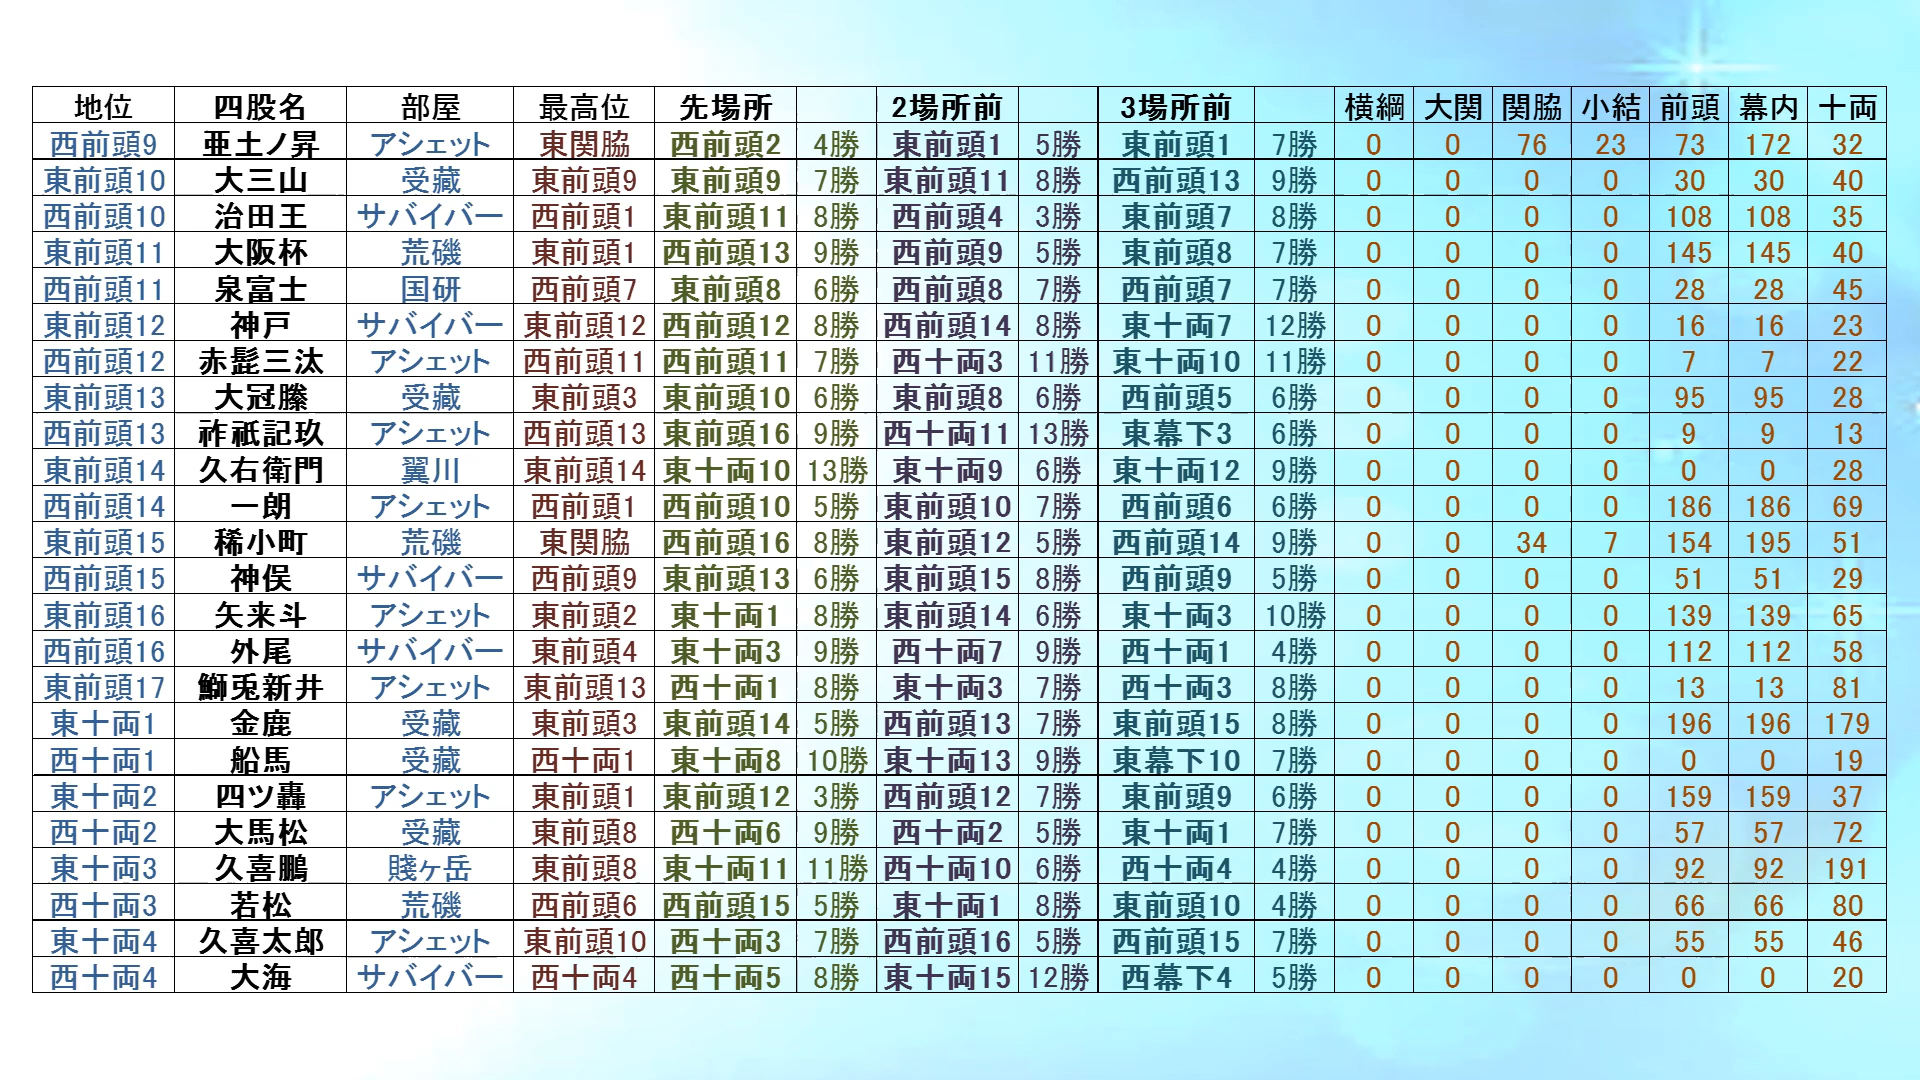 地位 四股名 部屋 最高位 先場所 2場所前 3場所前 横綱 大関 関脇 小結 前頭 幕内 十両
西前頭9 亜土ノ昇 アシェット 東関脇 西前頭2 4勝 東前頭1 5勝 東前頭1 7勝 0 0 76 23 73 172 32
東前頭10 大三山 受蔵 東前頭9 東前頭9 7勝 東前頭11 8勝 西前頭13 9勝 0 0 0 0 30 30 40
西前頭10 治田王 サバイバー 西前頭1 東前頭11 8勝 西前頭4 3勝 東前頭7 8勝 0 0 0 0 108 108 35
東前頭11 大阪杯 荒磯 東前頭1 西前頭13 9勝 西前頭9 5勝 東前頭8 7勝 0 0 0 0 145 145 40
西前頭11 泉富士 国研 西前頭7 東前頭8 6勝 西前頭8 7勝 西前頭7 7勝 0 0 0 0 28 28 45
東前頭12 神戸 サバイバー 東前頭12 西前頭12 8勝 西前頭14 8勝 東十両7 12勝 0 0 0 0 16 16 23
西前頭12 赤髭三汰 アシェット 西前頭11 西前頭11 7勝 西十両3 11勝 東十両10 11勝 0 0 0 0 7 7 22
東前頭13 大冠滕 受蔵 東前頭3 東前頭10 6勝 東前頭8 6勝 西前頭5 6勝 0 0 0 0 95 95 28
西前頭13 祚祇記玖 アシェット 西前頭13 東前頭16 9勝 西十両11 13勝 東幕下3 6勝 0 0 0 0 9 9 13
東前頭14 久右衛門 翼川 東前頭14 東十両10 13勝 東十両9 6勝 東十両12 9勝 0 0 0 0 0 0 28
西前頭14 一朗 アシェット 西前頭1 西前頭10 5勝 東前頭10 7勝 西前頭6 6勝 0 0 0 0 186 186 69
東前頭15 稀小町 荒磯 東関脇 西前頭16 8勝 東前頭12 5勝 西前頭14 9勝 0 0 34 7 154 195 51
西前頭15 神俣 サバイバー 西前頭9 東前頭13 6勝 東前頭15 8勝 西前頭9 5勝 0 0 0 0 51 51 29
東前頭16 矢来斗 アシェット 東前頭2 東十両1 8勝 東前頭14 6勝 東十両3 10勝 0 0 0 0 139 139 65
西前頭16 外尾 サバイバー 東前頭4 東十両3 9勝 西十両7 9勝 西十両1 4勝 0 0 0 0 112 112 58
東前頭17 鰤兎新井 アシェット 東前頭13 西十両1 8勝 東十両3 7勝 西十両3 8勝 0 0 0 0 13 13 81
東十両1 金鹿 受蔵 東前頭3 東前頭14 5勝 西前頭13 7勝 東前頭15 8勝 0 0 0 0 196 196 179
西十両1 船馬 受蔵 西十両1 東十両8 10勝 東十両13 9勝 東幕下10 7勝 0 0 0 0 0 0 19
東十両2 四ツ轟 アシェット 東前頭1 東前頭12 3勝 西前頭12 7勝 東前頭9 6勝 0 0 0 0 159 159 37
西十両2 大馬松 受蔵 東前頭8 西十両6 9勝 西十両2 5勝 東十両1 7勝 0 0 0 0 57 57 72
東十両3 久喜鵬 賤ヶ岳 東前頭8 東十両11 11勝 西十両10 6勝 西十両4 4勝 0 0 0 0 92 92 191
西十両3 若松 荒磯 西前頭6 西前頭15 5勝 東十両1 8勝 東前頭10 4勝 0 0 0 0 66 66 80
東十両4 久喜太郎 アシェット 東前頭10 西十両3 7勝 西前頭16 5勝 西前頭15 7勝 0 0 0 0 55 55 46
西十両4 大海 サバイバー 西十両4 西十両5 8勝 東十両15 12勝 西幕下4 5勝 0 0 0 0 0 0 20